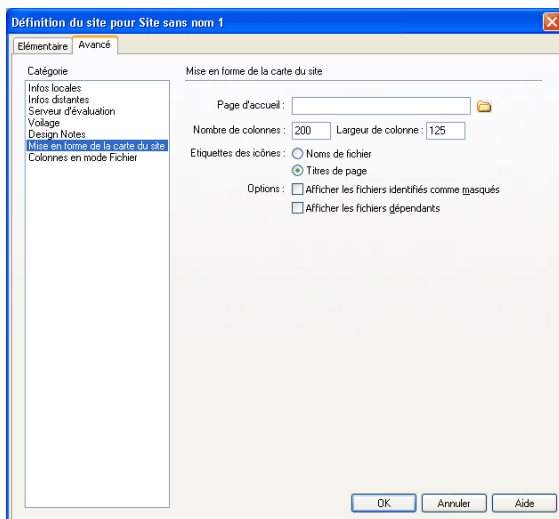 Définition du site pour Site sans nom 1
Elémentaire Avancé
Catégorie
Infos locales
Infos distantes
Serveur d'évaluation
Voilage
Design Notes
Mise en forme de la carte du site
Colonnes en mode Fichier
Mise en forme de la carte du site
Page d'accueil :
Nombre de colonnes : 200 Largeur de colonne : 125
Etiquettes des icônes : Noms de fichier
Titres de page
Options : Afficher les fichiers identifiés comme masqués
Afficher les fichiers dépendants
OK Annuler Aide